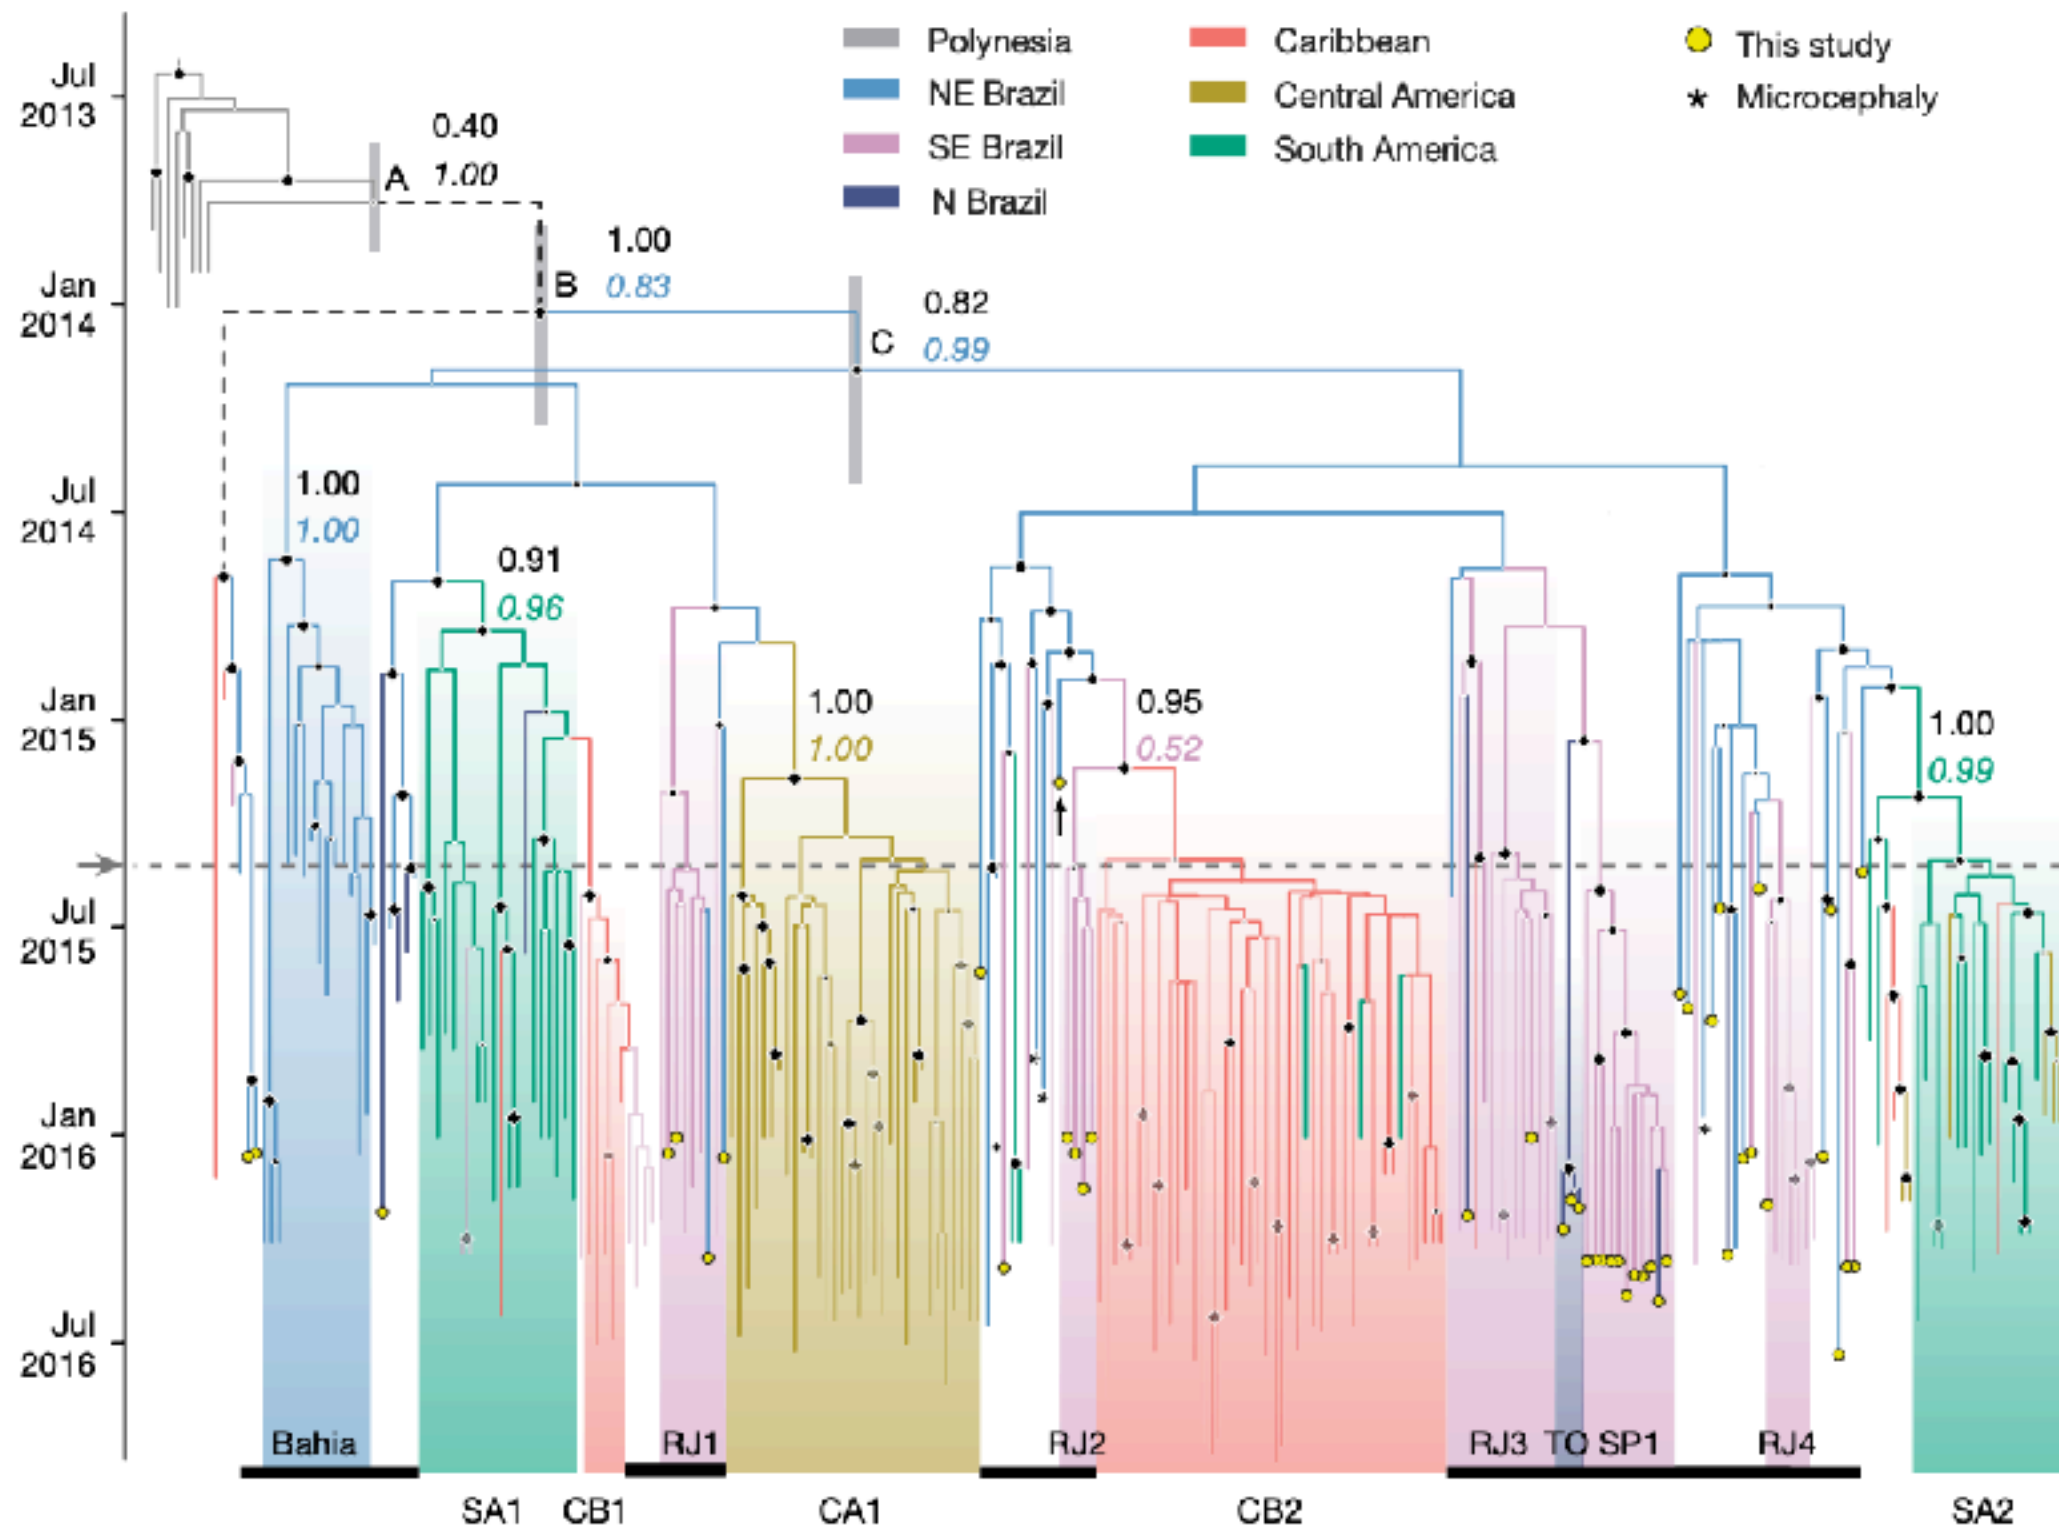 Polynesia
NE Brazil
SE Brazil
N Brazil
Caribbean
Central America
South America
This study
★ Microcephaly
Jul
2013
Jan
2014
Jul
2014
Jan
2015
Jul
2015
Jan
2016
Jul
2016
0.40
A 1.00
1.00
B 0.83
0.82
C 0.99
1.00
1.00
0.91
0.96
1.00
1.00
0.95
0.52
1.00
0.99
Bahia
RJ1
RJ2
RJ3 TO SP1
RJ4
SA1
CB1
CA1
CB2
SA2